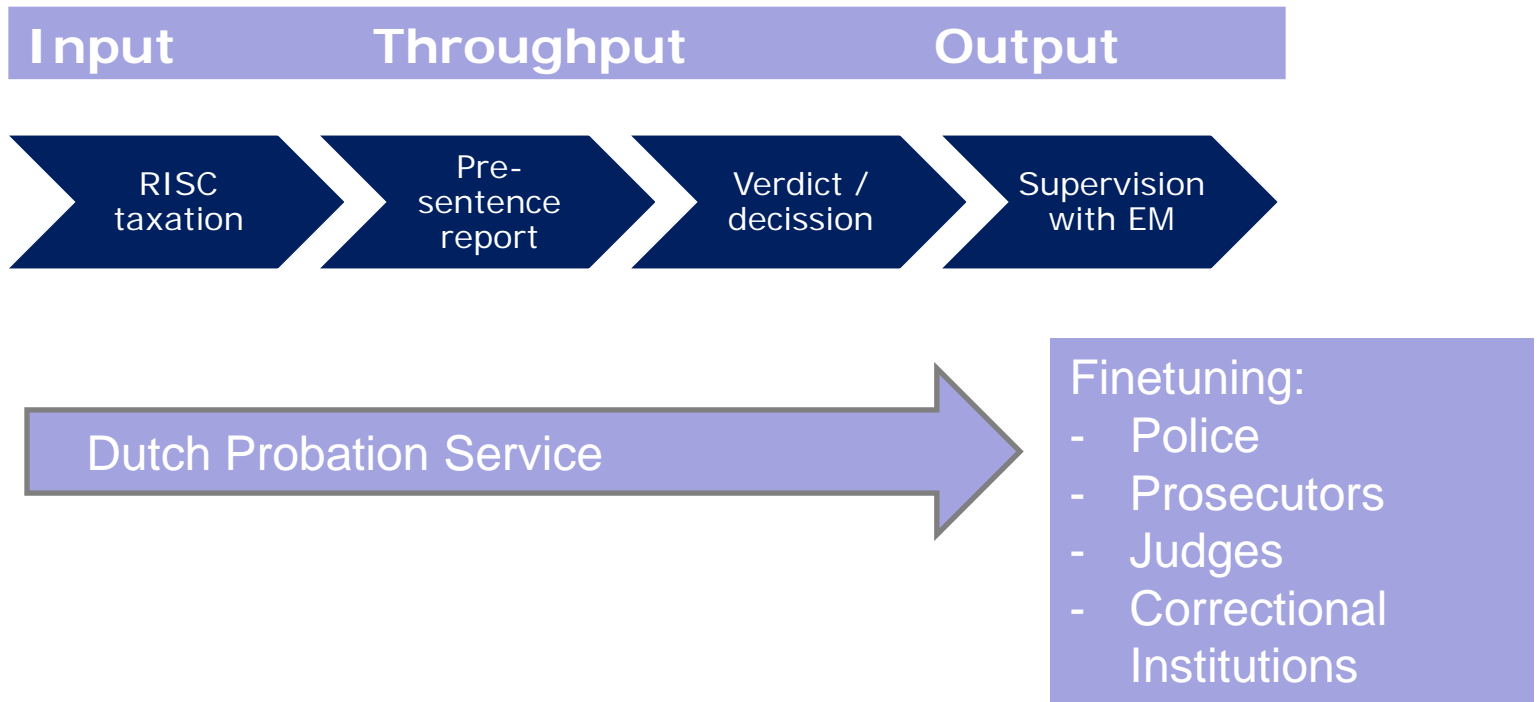 Input Throughput Output
RISC
taxation
Pre-
sentence
report
Verdict /
decission
Supervision
with EM
Dutch Probation Service
Finetuning:
- Police
- Prosecutors
- Judges
- Correctional
Institutions